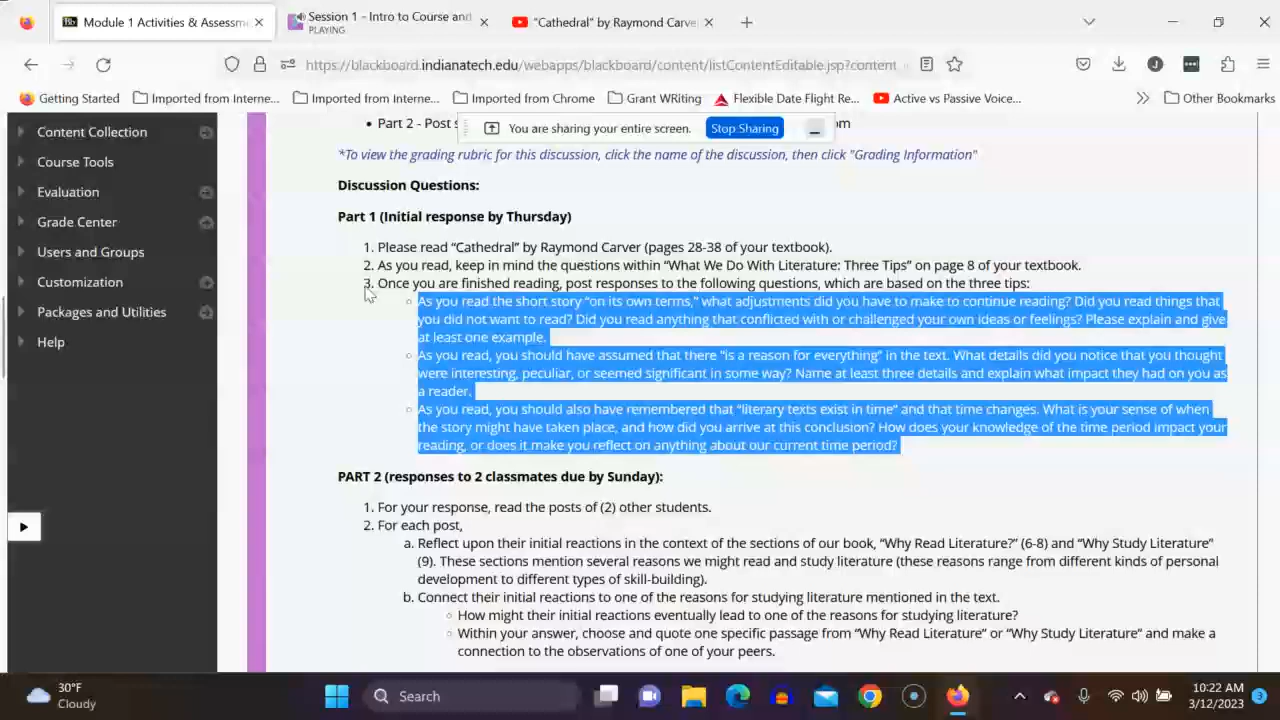 Module 1 Activities & Assessm
Session 1 - Intro to Course and
PLAYING
"Cathedral" by Raymond Carve
https://blackboard.indianatech.edu/webapps/blackboard/content/listContentEditable.jsp?content
Getting Started
Imported from Interne...
Imported from Interne...
Imported from Chrome
Grant WRiting
Flexible Date Flight Re...
Active vs Passive Voice...
Other Bookmarks
Content Collection
Course Tools
Evaluation
Grade Center
Users and Groups
Customization
Packages and Utilities
Help
• Part 2 - Post
You are sharing your entire screen.
Stop Sharing
*To view the grading rubric for this discussion, click the name of the discussion, then click "Grading Information"
Discussion Questions:
Part 1 (Initial response by Thursday)
1. Please read “Cathedral” by Raymond Carver (pages 28-38 of your textbook).
2. As you read, keep in mind the questions within “What We Do With Literature: Three Tips” on page 8 of your textbook.
3. Once you are finished reading, post responses to the following questions, which are based on the three tips:
As you read the short story “on its own terms,” what adjustments did you have to make to continue reading? Did you read things that
you did not want to read? Did you read anything that conflicted with or challenged your own ideas or feelings? Please explain and give
at least one example.
As you read, you should have assumed that there “is a reason for everything” in the text. What details did you notice that you thought
were interesting, peculiar, or seemed significant in some way? Name at least three details and explain what impact they had on you as
a reader.
As you read, you should also have remembered that “literary texts exist in time” and that time changes. What is your sense of when
the story might have taken place, and how did you arrive at this conclusion? How does your knowledge of the time period impact your
reading, or does it make you reflect on anything about our current time period?
PART 2 (responses to 2 classmates due by Sunday):
1. For your response, read the posts of (2) other students.
2. For each post,
a. Reflect upon their initial reactions in the context of the sections of our book, “Why Read Literature?” (6-8) and “Why Study Literature”
(9). These sections mention several reasons we might read and study literature (these reasons range from different kinds of personal
development to different types of skill-building).
b. Connect their initial reactions to one of the reasons for studying literature mentioned in the text.
How might their initial reactions eventually lead to one of the reasons for studying literature?
Within your answer, choose and quote one specific passage from “Why Read Literature” or “Why Study Literature” and make a
connection to the observations of one of your peers.
30°F
Cloudy
Search
10:22 AM
3/12/2023
3